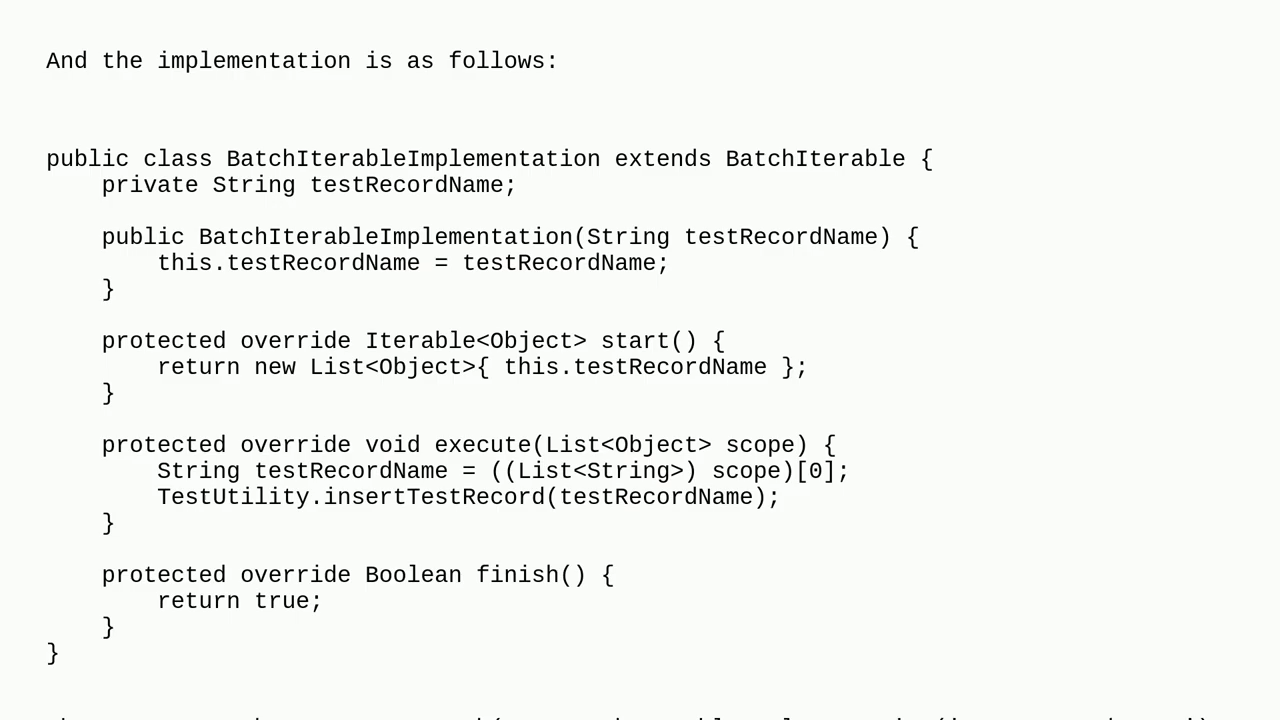 And the implementation is as follows:
public class BatchIterableImplementation extends BatchIterable {
    private String testRecordName;
    public BatchIterableImplementation(String testRecordName) {
        this.testRecordName = testRecordName;
    }
    protected override Iterable<Object> start() {
        return new List<Object>{ this.testRecordName };
    }
    protected override void execute(List<Object> scope) {
        String testRecordName = ((List<String>) scope)[0];
        TestUtility.insertTestRecord(testRecordName);
    }
    protected override Boolean finish() {
        return true;
    }
}